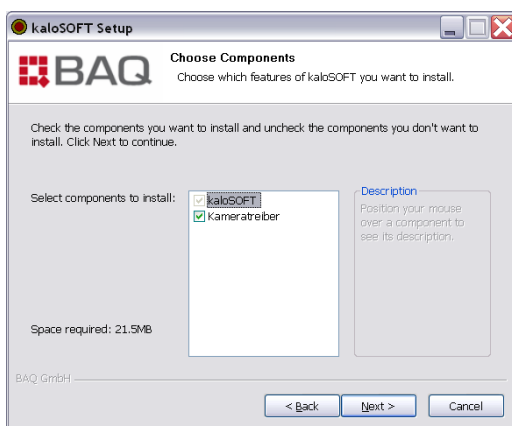 kaloSOFT Setup
BAQ
Choose Components
Choose which features of kaloSOFT you want to install.
Check the components you want to install and uncheck the components you don't want to
install. Click Next to continue.
Select components to install:
kaloSOFT
Kameratreiber
Description
Position your mouse
over a component to
see its description.
Space required: 21.5MB
BAQ GmbH
< Back
Next >
Cancel